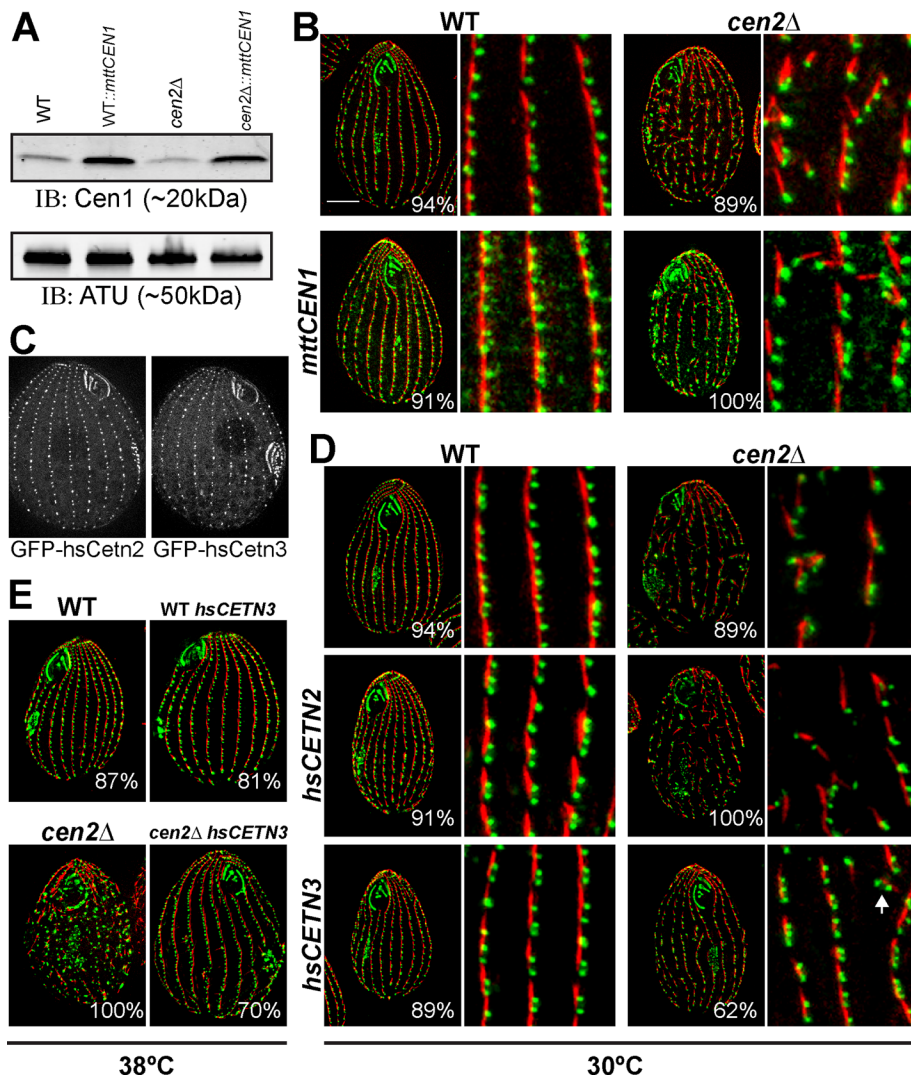 A
WT
WT::mttCEN1
cen2Δ
cen2Δ::mttCEN1
IB: Cen1 (~20kDa)
IB: ATU (~50kDa)
B
WT
cen2Δ
94%
89%
mttCEN1
91%
100%
C
GFP-hsCetn2
GFP-hsCetn3
D
WT
cen2Δ
94%
89%
hsCETN2
91%
100%
hsCETN3
89%
62%
30ºC
E
WT
WT hsCETN3
87%
81%
cen2Δ
cen2Δ hsCETN3
100%
70%
38ºC